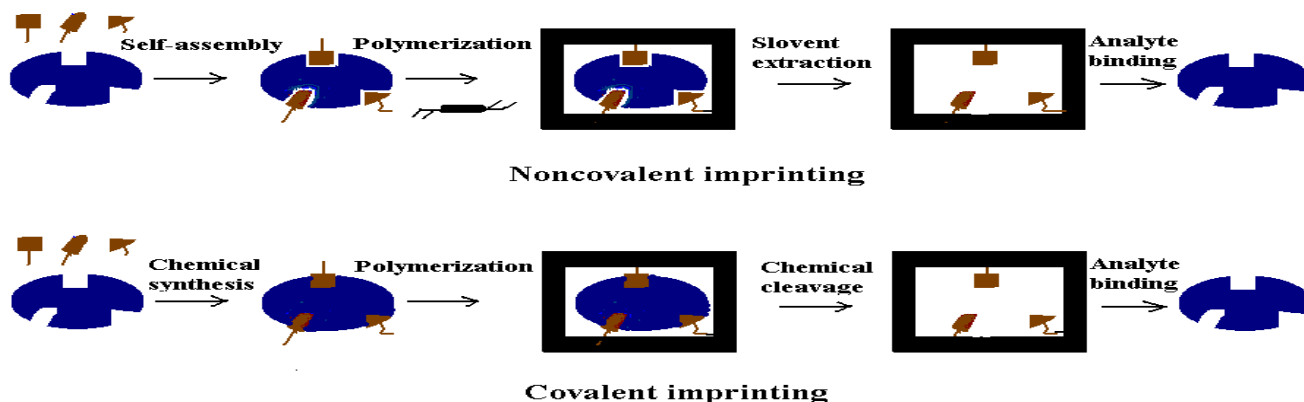 Self-assembly
Polymerization
Slovent
extraction
Analyte
binding
Noncovalent imprinting
Chemical
synthesis
Polymerization
Chemical
cleavage
Analyte
binding
Covalent imprinting